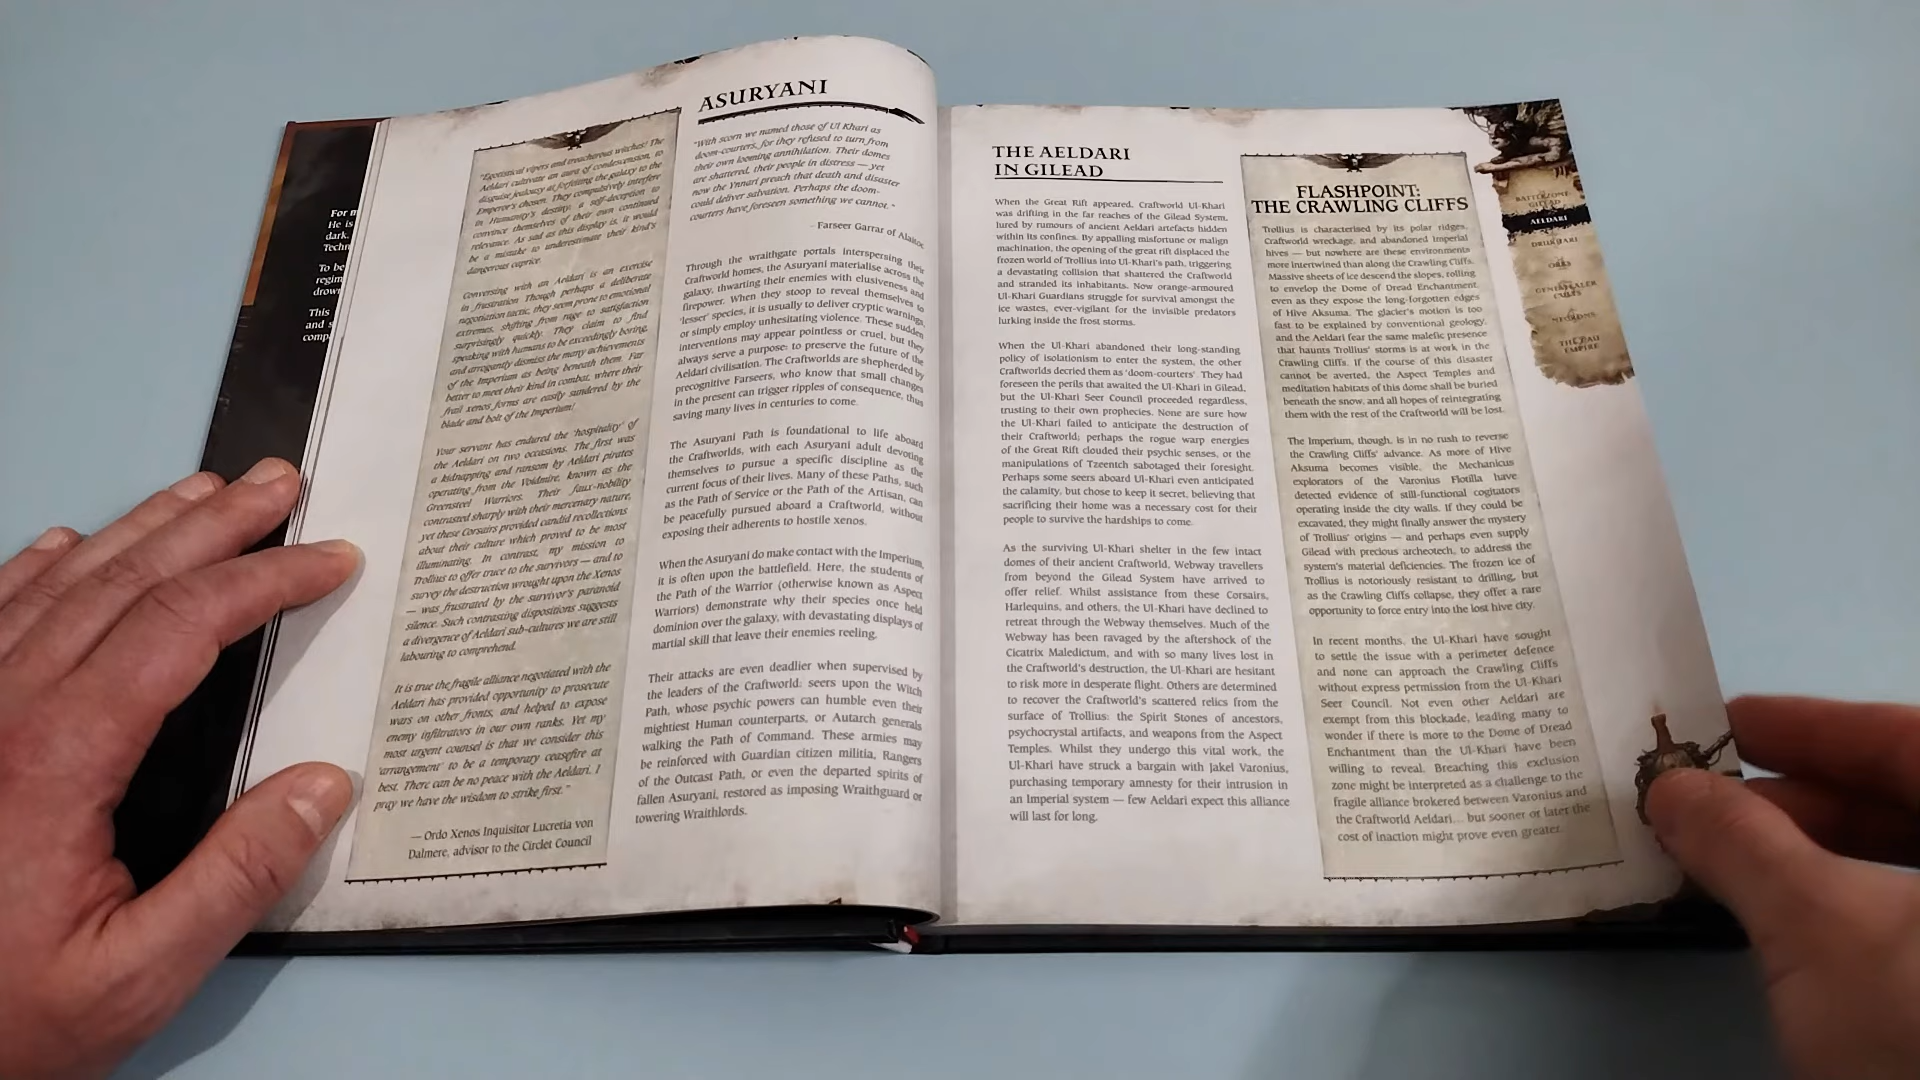 For m
He is
dark.
Techn
To be
regim
drow
This
and s
comp
"Egotistical vipers and treacherous witches! The
Aeldari cultivate an aura of condescension, to
disguise jealousy at forfeiting the galaxy to the
Emperor's chosen. They compulsively interfere
in Humanity's destiny, a self-deception to
convince themselves of their own continued
relevance. As sad as this display is, it would
be a mistake to underestimate their kind's
dangerous caprice.
Conversing with an Aeldari is an exercise
in frustration. Though perhaps a deliberate
negotiation tactic, they seem prone to emotional
extremes, shifting from rage to satisfaction
surprisingly quickly. They claim to find
speaking with humans to be exceedingly boring,
and arrogantly dismiss the many achievements
of the Imperium as being beneath them. Far
better to meet their kind in combat, where their
frail xenos forms are easily sundered by the
blade and bolt of the Imperium!
Your servant has endured the 'hospitality' of
the Aeldari on two occasions. The first was
a kidnapping and ransom by Aeldari pirates
operating from the Voidmire, known as the
Greensteel Warriors. Their faux-nobility
contrasted sharply with their mercenary nature,
yet these Corsairs provided candid recollections
about their culture which proved to be most
illuminating. In contrast, my mission to
Trollius to offer truce to the survivors — and to
survey the destruction wrought upon the Xenos
— was frustrated by the survivor's paranoid
silence. Such contrasting dispositions suggests
a divergence of Aeldari sub-cultures we are still
labouring to comprehend.
It is true the fragile alliance negotiated with the
Aeldari has provided opportunity to prosecute
wars on other fronts, and helped to expose
enemy infiltrators in our own ranks. Yet my
most urgent counsel is that we consider this
'arrangement' to be a temporary ceasefire at
best. There can be no peace with the Aeldari. I
pray we have the wisdom to strike first."
— Ordo Xenos Inquisitor Lucretia von
Dalmere, advisor to the Circlet Council
ASURYANI
"With scorn we named those of Ul Khari as
doom-courters, for they refused to turn from
their own looming annihilation. Their domes
are shattered, their people in distress — yet
now the Ynnari preach that death and disaster
could deliver salvation. Perhaps the doom-
courters have foreseen something we cannot."
– Farseer Garrar of Alaitoc
Through the wraithgate portals interspersing their
Craftworld homes, the Asuryani materialise across the
galaxy, thwarting their enemies with elusiveness and
firepower. When they stoop to reveal themselves to
'lesser' species, it is usually to deliver cryptic warnings,
or simply employ unhesitating violence. These sudden
interventions may appear pointless or cruel, but they
always serve a purpose: to preserve the future of the
Aeldari civilisation. The Craftworlds are shepherded by
precognitive Farseers, who know that small changes
in the present can trigger ripples of consequence, thus
saving many lives in centuries to come.
The Asuryani Path is foundational to life aboard
the Craftworlds, with each Asuryani adult devoting
themselves to pursue a specific discipline as the
current focus of their lives. Many of these Paths, such
as the Path of Service or the Path of the Artisan, can
be peacefully pursued aboard a Craftworld, without
exposing their adherents to hostile xenos.
When the Asuryani do make contact with the Imperium,
it is often upon the battlefield. Here, the students of
the Path of the Warrior (otherwise known as Aspect
Warriors) demonstrate why their species once held
dominion over the galaxy, with devastating displays of
martial skill that leave their enemies reeling.
Their attacks are even deadlier when supervised by
the leaders of the Craftworld: seers upon the Witch
Path, whose psychic powers can humble even their
mightiest Human counterparts, or Autarch generals
walking the Path of Command. These armies may
be reinforced with Guardian citizen militia, Rangers
of the Outcast Path, or even the departed spirits of
fallen Asuryani, restored as imposing Wraithguard or
towering Wraithlords.
THE AELDARI
IN GILEAD
When the Great Rift appeared, Craftworld Ul-Khari
was drifting in the far reaches of the Gilead System,
lured by rumours of ancient Aeldari artefacts hidden
within its confines. By appalling misfortune or malign
machination, the opening of the great rift displaced the
frozen world of Trollius into Ul-Khari's path, triggering
a devastating collision that shattered the Craftworld
and stranded its inhabitants. Now orange-armoured
Ul-Khari Guardians struggle for survival amongst the
ice wastes, ever-vigilant for the invisible predators
lurking inside the frost storms.
When the Ul-Khari abandoned their long-standing
policy of isolationism to enter the system, the other
Craftworlds decried them as 'doom-courters'. They had
foreseen the perils that awaited the Ul-Khari in Gilead,
but the Ul-Khari Seer Council proceeded regardless,
trusting to their own prophecies. None are sure how
the Ul-Khari failed to anticipate the destruction of
their Craftworld; perhaps the rogue warp energies
of the Great Rift clouded their psychic senses, or the
manipulations of Tzeentch sabotaged their foresight.
Perhaps some seers aboard Ul-Khari even anticipated
the calamity, but chose to keep it secret, believing that
sacrificing their home was a necessary cost for their
people to survive the hardships to come.
As the surviving Ul-Khari shelter in the few intact
domes of their ancient Craftworld, Webway travellers
from beyond the Gilead System have arrived to
offer relief. Whilst assistance from these Corsairs,
Harlequins, and others, the Ul-Khari have declined to
retreat through the Webway themselves. Much of the
Webway has been ravaged by the aftershock of the
Cicatrix Maledictum, and with so many lives lost in
the Craftworld's destruction, the Ul-Khari are hesitant
to risk more in desperate flight. Others are determined
to recover the Craftworld's scattered relics from the
surface of Trollius: the Spirit Stones of ancestors,
psychocrystal artifacts, and weapons from the Aspect
Temples. Whilst they undergo this vital work, the
Ul-Khari have struck a bargain with Jakel Varonius,
purchasing temporary amnesty for their intrusion in
an Imperial system — few Aeldari expect this alliance
will last for long.
FLASHPOINT:
THE CRAWLING CLIFFS
Trollius is characterised by its polar ridges,
Craftworld wreckage, and abandoned Imperial
hives — but nowhere are these environments
more intertwined than along the Crawling Cliffs.
Massive sheets of ice descend the slopes, rolling
to envelop the Dome of Dread Enchantment,
even as they expose the long-forgotten edges
of Hive Aksuma. The glacier's motion is too
fast to be explained by conventional geology,
and the Aeldari fear the same malefic presence
that haunts Trollius' storms is at work in the
Crawling Cliffs. If the course of this disaster
cannot be averted, the Aspect Temples and
meditation habitats of this dome shall be buried
beneath the snow, and all hopes of reintegrating
them with the rest of the Craftworld will be lost.
The Imperium, though, is in no rush to reverse
the Crawling Cliffs' advance. As more of Hive
Aksuma becomes visible, the Mechanicus
explorators of the Varonius Flotilla have
detected evidence of still-functional cogitators
operating inside the city walls. If they could be
excavated, they might finally answer the mystery
of Trollius' origins — and perhaps even supply
Gilead with precious archeotech, to address the
system's material deficiencies. The frozen ice of
Trollius is notoriously resistant to drilling, but
as the Crawling Cliffs collapse, they offer a rare
opportunity to force entry into the lost hive city.
In recent months, the Ul-Khari have sought
to settle the issue with a perimeter defence
and none can approach the Crawling Cliffs
without express permission from the Ul-Khari
Seer Council. Not even other Aeldari are
exempt from this blockade, leading many to
wonder if there is more to the Dome of Dread
Enchantment than the Ul-Khari have been
willing to reveal. Breaching this exclusion
zone might be interpreted as a challenge to the
fragile alliance brokered between Varonius and
the Craftworld Aeldari... but sooner or later the
cost of inaction might prove even greater.
BATTLEZONE:
GILEAD
AELDARI
DRUKHARI
ORKS
GENESTEALER
CULTS
NECRONS
THE T'AU
EMPIRE